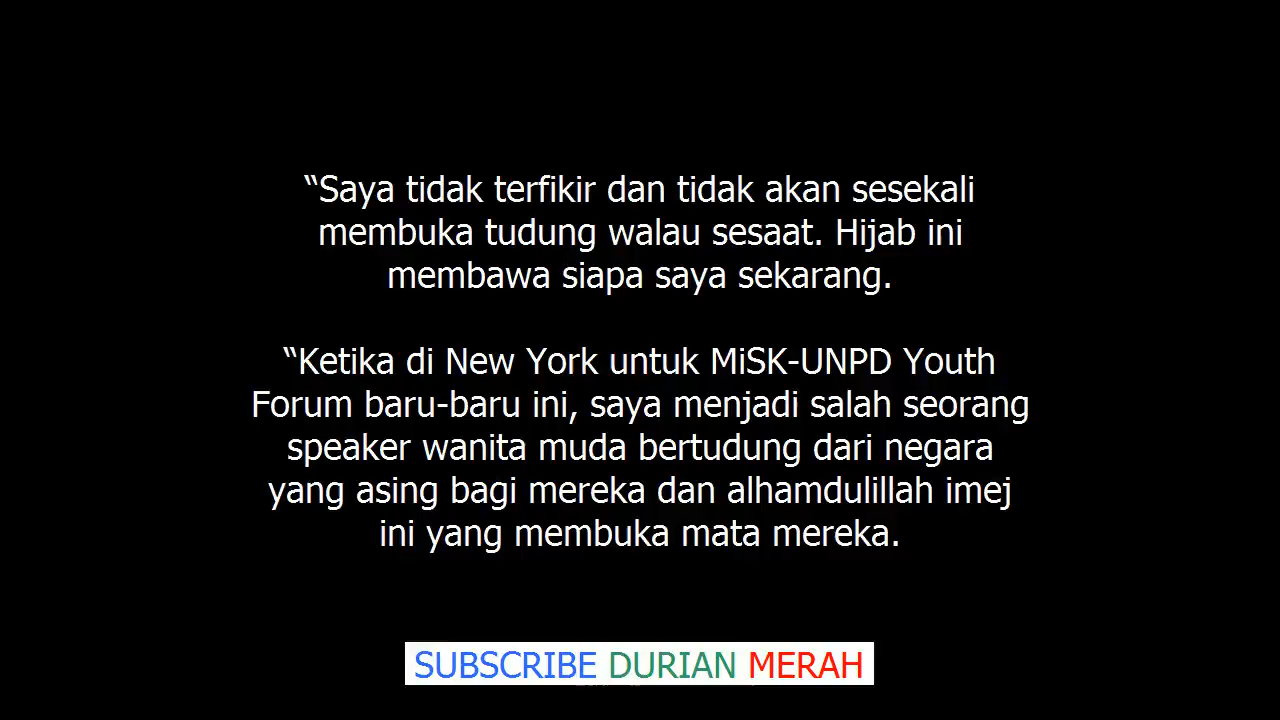 “Saya tidak terfikir dan tidak akan sesekali
membuka tudung walau sesaat. Hijab ini
membawa siapa saya sekarang.
“Ketika di New York untuk MiSK-UNPD Youth
Forum baru-baru ini, saya menjadi salah seorang
speaker wanita muda bertudung dari negara
yang asing bagi mereka dan alhamdulillah imej
ini yang membuka mata mereka.
SUBSCRIBE DURIAN MERAH